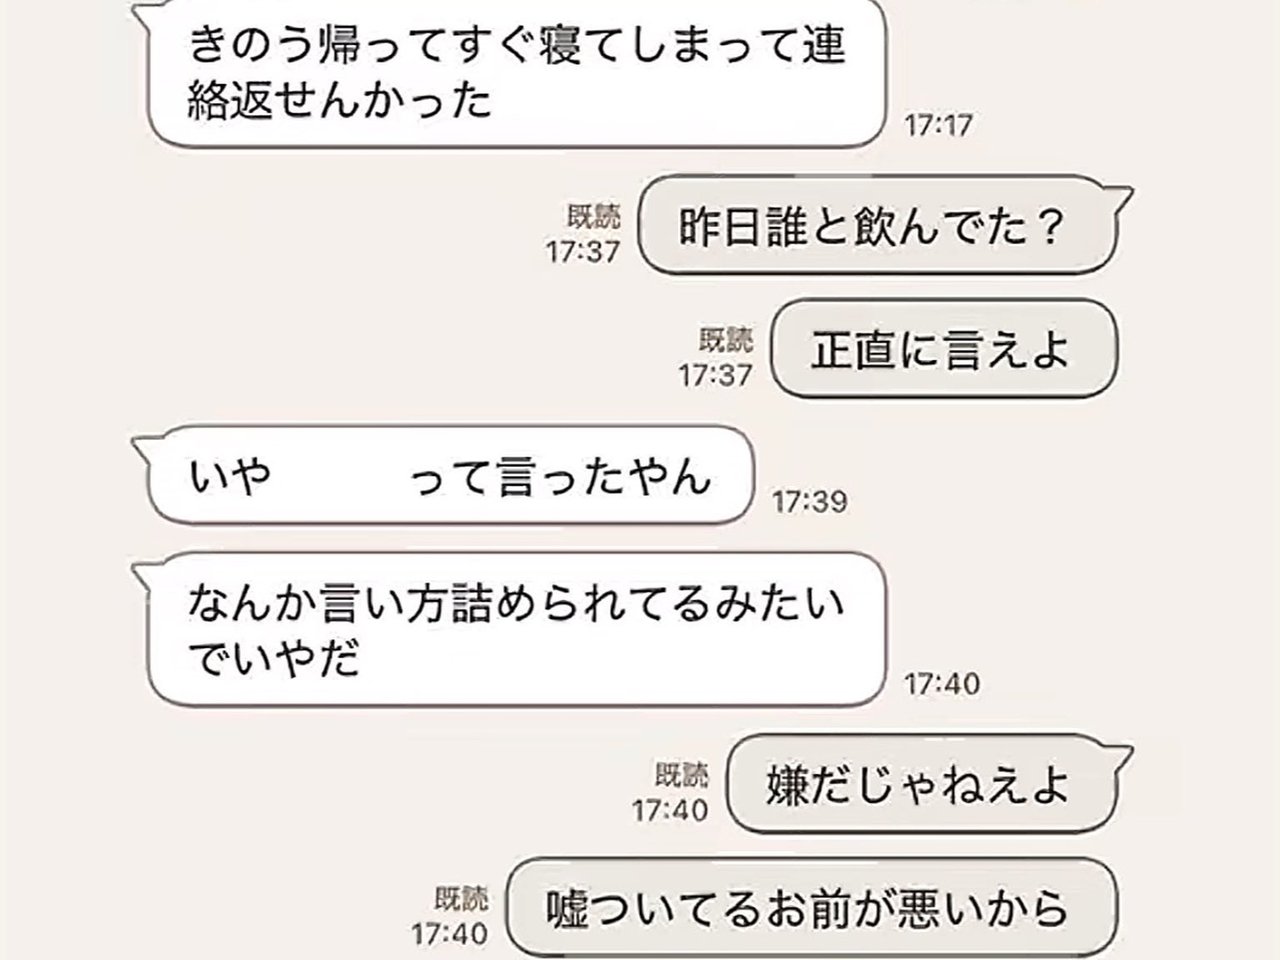 きのう帰ってすぐ寝てしまって連
絡返せんかった
17:17
既読
17:37
昨日誰と飲んでた？
既読
17:37
正直に言えよ
いや　　　って言ったやん
17:39
なんか言い方詰められてるみたい
でいやだ
17:40
既読
17:40
嫌だじゃねえよ
既読
17:40
嘘ついてるお前が悪いから